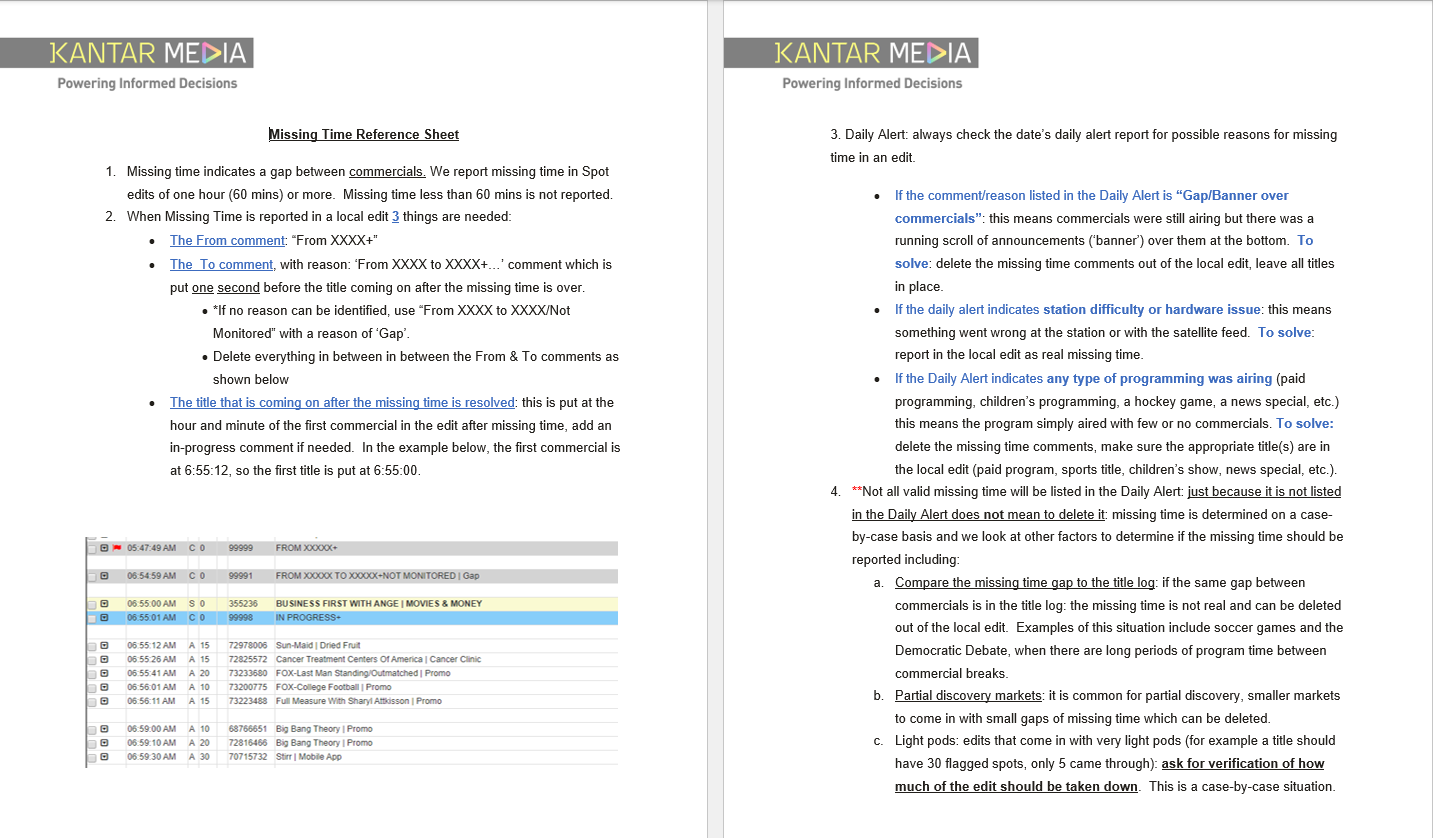 KANTAR MEDIA
Powering Informed Decisions
Missing Time Reference Sheet
1. Missing time indicates a gap between commercials. We report missing time in Spot
edits of one hour (60 mins) or more. Missing time less than 60 mins is not reported.
2. When Missing Time is reported in a local edit 3 things are needed:
• The From comment: “From XXXX+”
• The To comment, with reason: ‘From XXXX to XXXX+…’ comment which is
put one second before the title coming on after the missing time is over.
• *If no reason can be identified, use “From XXXX to XXXX/Not
Monitored” with a reason of ‘Gap’.
• Delete everything in between in between the From & To comments as
shown below
• The title that is coming on after the missing time is resolved: this is put at the
hour and minute of the first commercial in the edit after missing time, add an
in-progress comment if needed. In the example below, the first commercial is
at 6:55:12, so the first title is put at 6:55:00.
05:47:49 AM C 0 99999 FROM XXXXX+
06:54:59 AM C 0 99991 FROM XXXXX TO XXXXX+NOT MONITORED | Gap
06:55:00 AM S 0 355236 BUSINESS FIRST WITH ANGE | MOVIES & MONEY
06:55:01 AM C 0 99998 IN PROGRESS+
06:55:12 AM A 15 72978006 Sun-Maid | Dried Fruit
06:55:26 AM A 15 72825572 Cancer Treatment Centers Of America | Cancer Clinic
06:55:41 AM A 20 73233680 FOX-Last Man Standing/Outmatched | Promo
06:56:01 AM A 10 73200775 FOX-College Football | Promo
06:56:11 AM A 15 73223488 Full Measure With Sharyl Attkisson | Promo
06:59:00 AM A 10 68766651 Big Bang Theory | Promo
06:59:10 AM A 20 72816466 Big Bang Theory | Promo
06:59:30 AM A 30 70715732 Stirr | Mobile App
KANTAR MEDIA
Powering Informed Decisions
3. Daily Alert: always check the date’s daily alert report for possible reasons for missing
time in an edit.
• If the comment/reason listed in the Daily Alert is “Gap/Banner over
commercials”: this means commercials were still airing but there was a
running scroll of announcements (‘banner’) over them at the bottom. To
solve: delete the missing time comments out of the local edit, leave all titles
in place.
• If the daily alert indicates station difficulty or hardware issue: this means
something went wrong at the station or with the satellite feed. To solve:
report in the local edit as real missing time.
• If the Daily Alert indicates any type of programming was airing (paid
programming, children’s programming, a hockey game, a news special, etc.)
this means the program simply aired with few or no commercials. To solve:
delete the missing time comments, make sure the appropriate title(s) are in
the local edit (paid program, sports title, children’s show, news special, etc.).
4. **Not all valid missing time will be listed in the Daily Alert: just because it is not listed
in the Daily Alert does not mean to delete it: missing time is determined on a case-
by-case basis and we look at other factors to determine if the missing time should be
reported including:
a. Compare the missing time gap to the title log: if the same gap between
commercials is in the title log: the missing time is not real and can be deleted
out of the local edit. Examples of this situation include soccer games and the
Democratic Debate, when there are long periods of program time between
commercial breaks.
b. Partial discovery markets: it is common for partial discovery, smaller markets
to come in with small gaps of missing time which can be deleted.
c. Light pods: edits that come in with very light pods (for example a title should
have 30 flagged spots, only 5 came through): ask for verification of how
much of the edit should be taken down. This is a case-by-case situation.